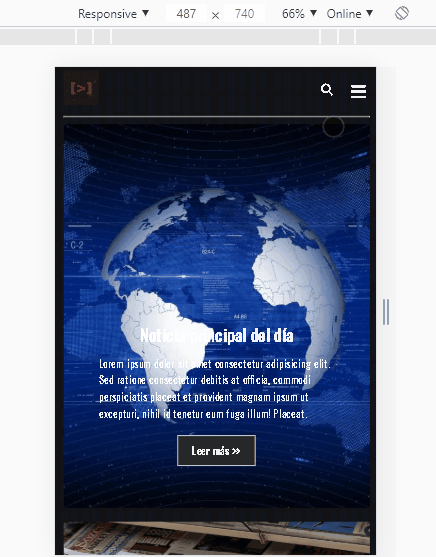 Responsive ▼ 487 × 740 66% ▼ Online ▼
[>]
C-2
Noticia principal del día
Lorem ipsum dolor sit amet consectetur adipisicing elit.
Sed ratione consectetur debitis at officia, commodi
perspiciatis placeat et provident magnam ipsum ut
excepturi, nihil id tenetur eum fuga illum! Placeat.
Leer más »